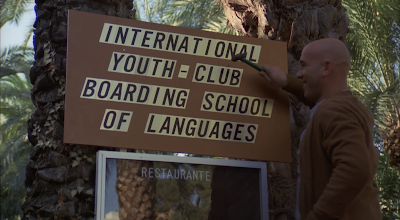 INTERNATIONAL
YOUTH-CLUB
BOARDING SCHOOL
OF LANGUAGES
RESTAURANTE